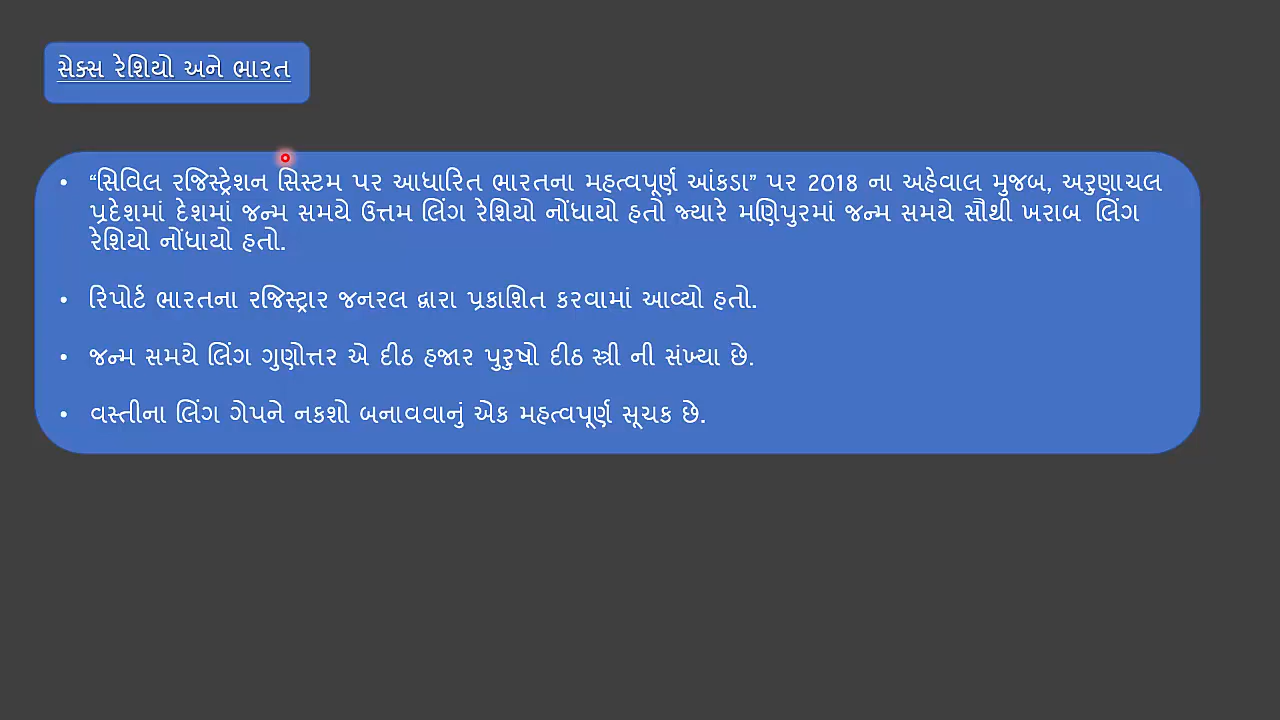 સેક્સ રેશિયો અને ભારત
• “સિવિલ રજિસ્ટ્રેશન સિસ્ટમ પર આધારિત ભારતના મહત્વપૂર્ણ આંકડા” પર 2018 ના અહેવાલ મુજબ, અરુણાચલ
પ્રદેશમાં દેશમાં જન્મ સમયે ઉત્તમ લિંગ રેશિયો નોંધાયો હતો જ્યારે મણિપુરમાં જન્મ સમયે સૌથી ખરાબ લિંગ
રેશિયો નોંધાયો હતો.
• રિપોર્ટ ભારતના રજિસ્ટ્રાર જનરલ દ્વારા પ્રકાશિત કરવામાં આવ્યો હતો.
• જન્મ સમયે લિંગ ગુણોત્તર એ દીઠ હજાર પુરુષો દીઠ સ્ત્રી ની સંખ્યા છે.
• વસ્તીના લિંગ ગેપને નકશો બનાવવાનું એક મહત્વપૂર્ણ સૂચક છે.